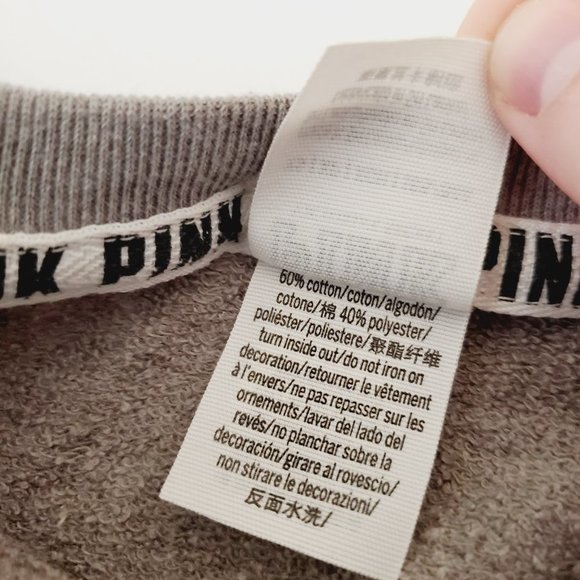 NK PINK
PINK
60% cotton/coton/algodón/
cotone/棉 40% polyester/
poliéster/poliestere/聚酯纤维
turn inside out/do not iron on
decoration/retourner le vêtement
à l'envers/ne pas repasser sur les
ornements/lavar del lado del
revés/no planchar sobre la
decoración/girare al rovescio/
non stirare le decorazioni/
反面水洗/